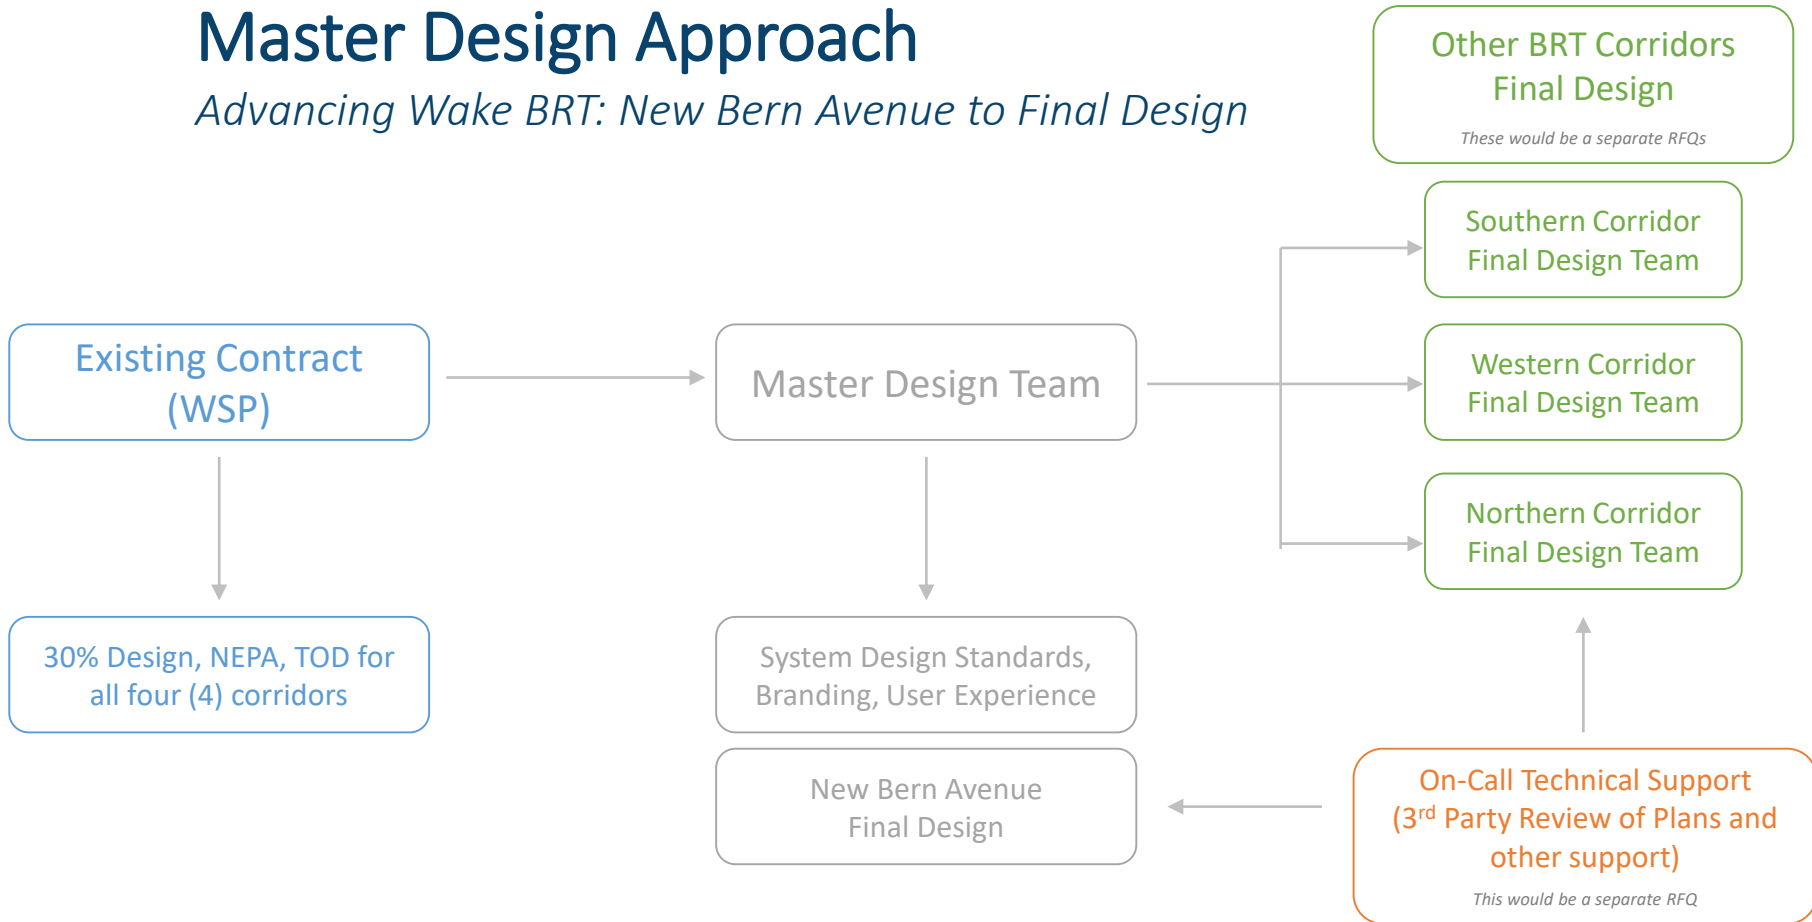 Master Design Approach
Advancing Wake BRT: New Bern Avenue to Final Design
Other BRT Corridors
Final Design
These would be a separate RFQs
Southern Corridor
Final Design Team
Existing Contract
(WSP)
Master Design Team
Western Corridor
Final Design Team
Northern Corridor
Final Design Team
30% Design, NEPA, TOD for
all four (4) corridors
System Design Standards,
Branding, User Experience
New Bern Avenue
Final Design
On-Call Technical Support
(3rd Party Review of Plans and
other support)
This would be a separate RFQ